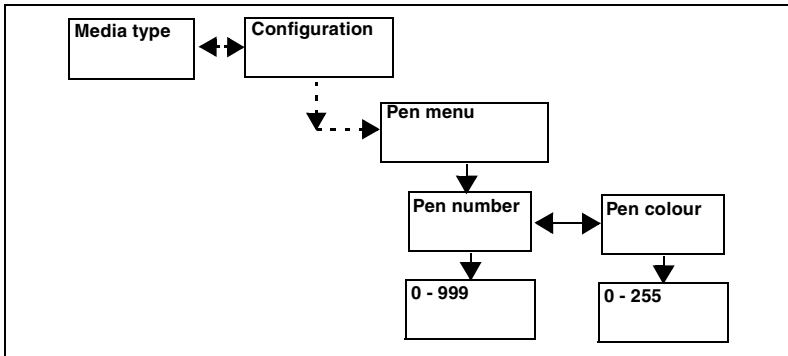 Media type
Configuration
Pen menu
Pen number
Pen colour
0 - 999
0 - 255